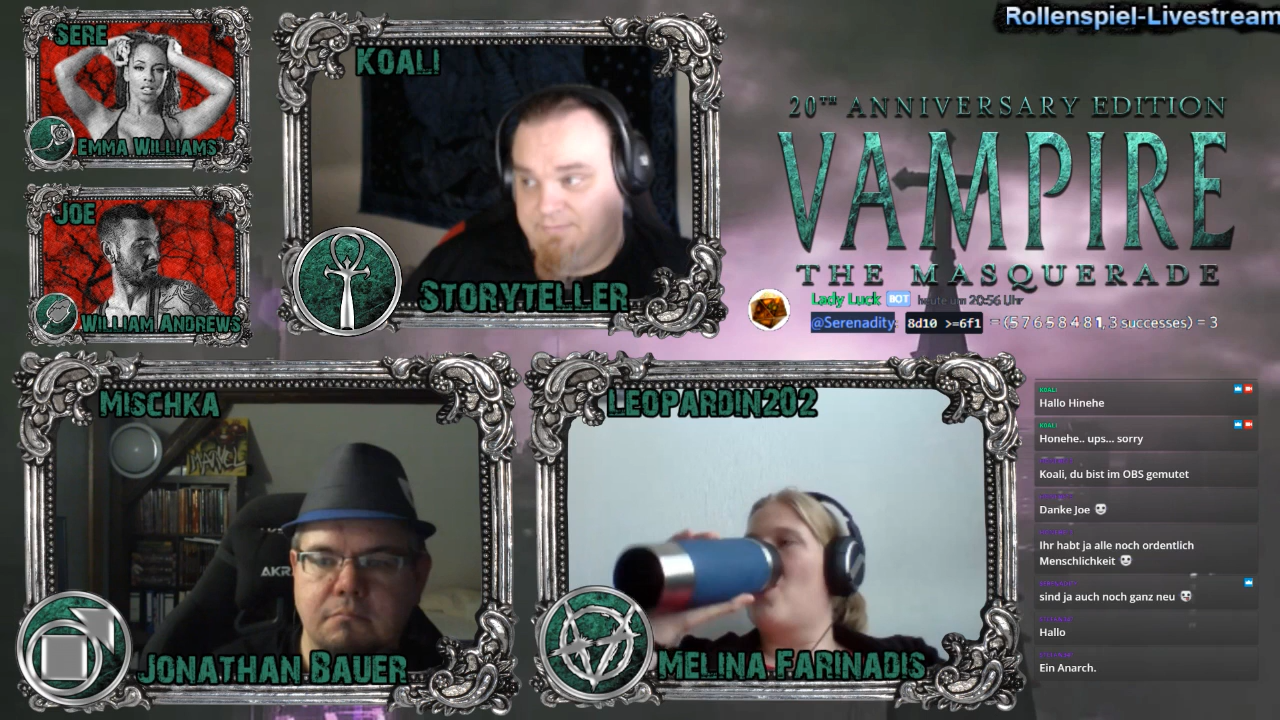 Rollenspiel-Livestream
SERE
EMMA WILLIAMS
JOE
WILLIAM ANDREWS
KOALI
STORYTELLER
20TH ANNIVERSARY EDITION
VAMPIRE
THE MASQUERADE
Lady Luck BOT heute um 20:56 Uhr
@Serenadity: 8d10 >=6f1 = (5 7 6 5 8 4 8 1, 3 successes) = 3
MISCHKA
JONATHAN BAUER
AKR
LEOPARDIN202
MELINA FARINADIS
KOALI
Hallo Hinehe
KOALI
Honehe.. ups... sorry
Koali, du bist im OBS gemutet
Danke Joe
Ihr habt ja alle noch ordentlich
Menschlichkeit
sind ja auch noch ganz neu
Hallo
Ein Anarch.